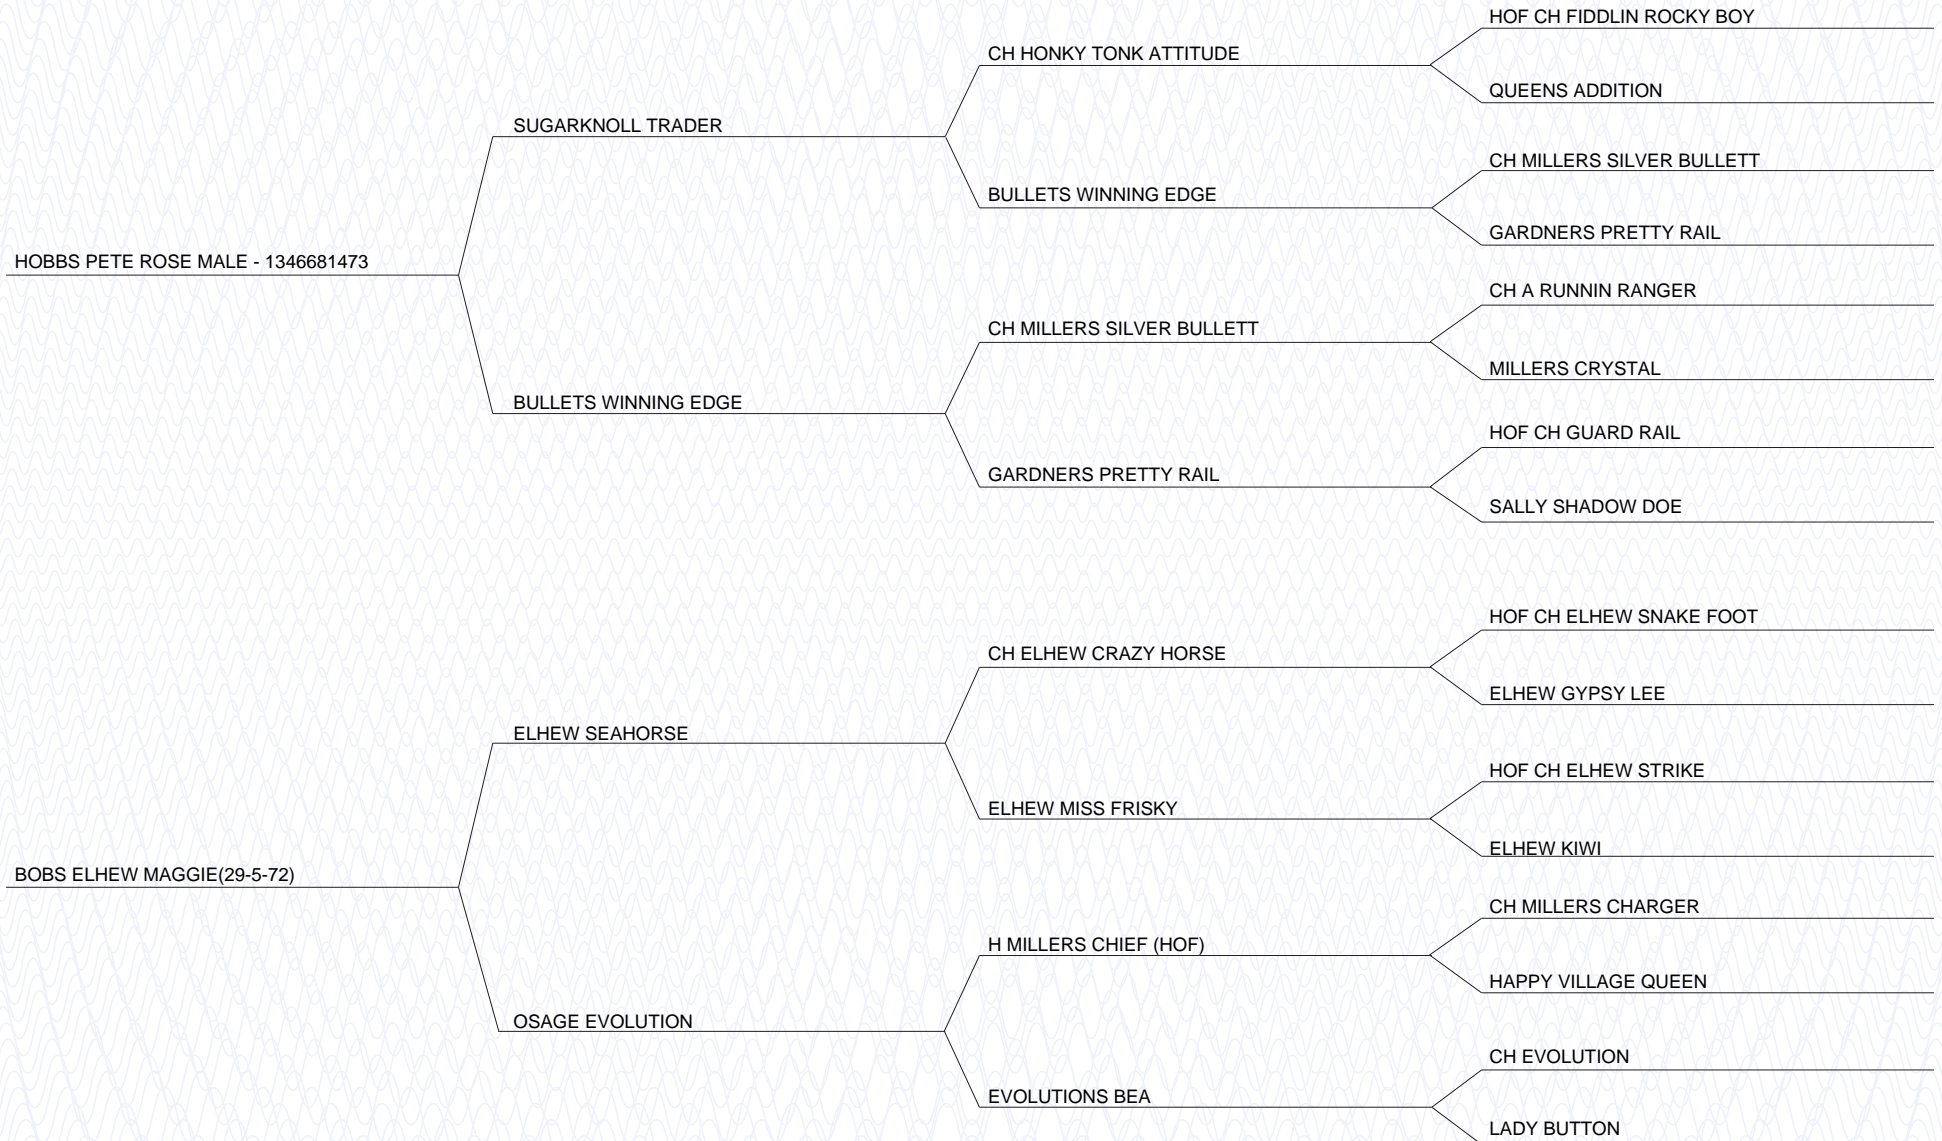 HOF CH FIDDLIN ROCKY BOY
CH HONKY TONK ATTITUDE
QUEENS ADDITION
SUGARKNOLL TRADER
CH MILLERS SILVER BULLETT
BULLETS WINNING EDGE
GARDNERS PRETTY RAIL
HOBBS PETE ROSE MALE - 1346681473
CH A RUNNIN RANGER
CH MILLERS SILVER BULLETT
MILLERS CRYSTAL
BULLETS WINNING EDGE
HOF CH GUARD RAIL
GARDNERS PRETTY RAIL
SALLY SHADOW DOE
HOF CH ELHEW SNAKE FOOT
CH ELHEW CRAZY HORSE
ELHEW GYPSY LEE
ELHEW SEAHORSE
HOF CH ELHEW STRIKE
ELHEW MISS FRISKY
ELHEW KIWI
BOBS ELHEW MAGGIE(29-5-72)
CH MILLERS CHARGER
H MILLERS CHIEF (HOF)
HAPPY VILLAGE QUEEN
OSAGE EVOLUTION
CH EVOLUTION
EVOLUTIONS BEA
LADY BUTTON